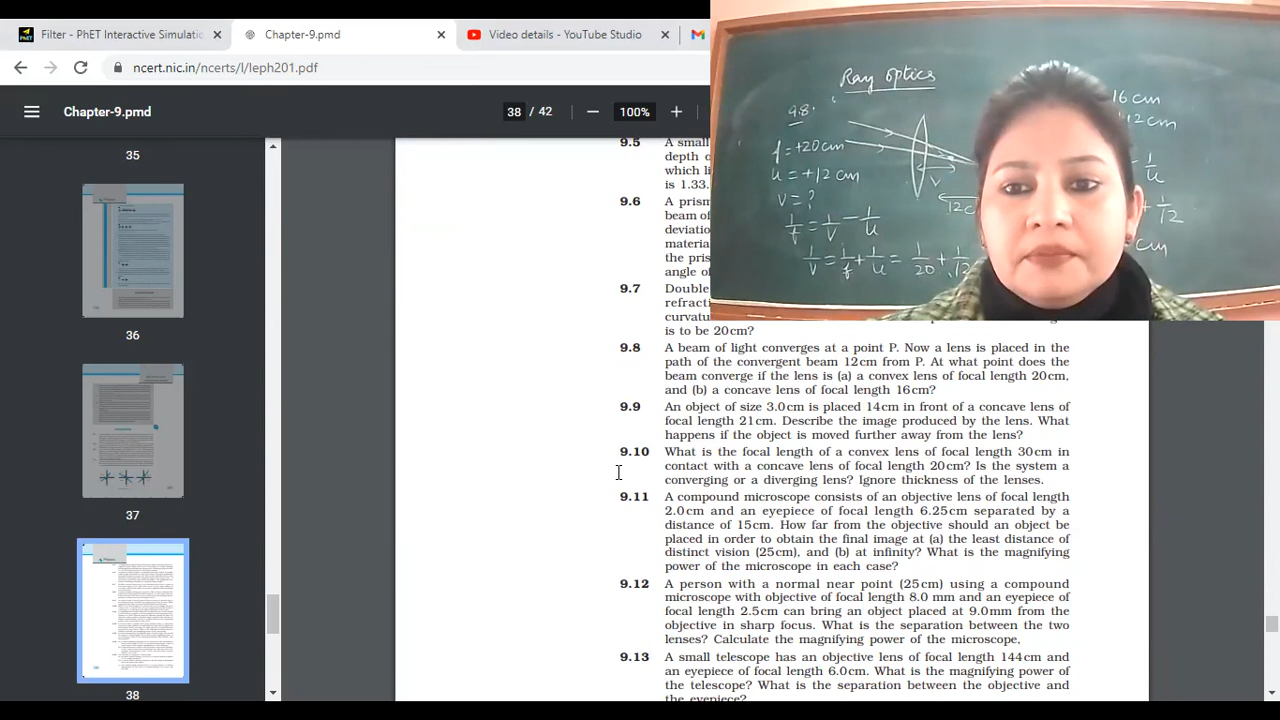 Filter - PhET Interactive Simulatio
Chapter-9.pmd
Video details - YouTube Studio
ncert.nic.in/ncerts/l/leph201.pdf
Chapter-9.pmd
38 / 42
100%
35
36
37
38
9.5 A small
depth o
which li
is 1.33.
9.6 A prism
beam of
deviatio
materia
the pris
angle of
9.7 Double
refracti
curvatu
is to be 20cm?
9.8 A beam of light converges at a point P. Now a lens is placed in the
path of the convergent beam 12cm from P. At what point does the
beam converge if the lens is (a) a convex lens of focal length 20cm,
and (b) a concave lens of focal length 16cm?
9.9 An object of size 3.0cm is placed 14cm in front of a concave lens of
focal length 21cm. Describe the image produced by the lens. What
happens if the object is moved further away from the lens?
9.10 What is the focal length of a convex lens of focal length 30cm in
contact with a concave lens of focal length 20cm? Is the system a
converging or a diverging lens? Ignore thickness of the lenses.
9.11 A compound microscope consists of an objective lens of focal length
2.0cm and an eyepiece of focal length 6.25cm separated by a
distance of 15cm. How far from the objective should an object be
placed in order to obtain the final image at (a) the least distance of
distinct vision (25cm), and (b) at infinity? What is the magnifying
power of the microscope in each case?
9.12 A person with a normal near point (25cm) using a compound
microscope with objective of focal length 8.0 mm and an eyepiece of
focal length 2.5cm can bring an object placed at 9.0mm from the
objective in sharp focus. What is the separation between the two
lenses? Calculate the magnifying power of the microscope.
9.13 A small telescope has an objective lens of focal length 144cm and
an eyepiece of focal length 6.0cm. What is the magnifying power of
the telescope? What is the separation between the objective and
the eyepiece?
Ray optics
9.8.
f = +20cm
u = +12 cm
v = ?
1/f = 1/v - 1/u
1/v = 1/f + 1/u = 1/20 + 1/12
v
12c
16 cm
12cm
- 1/u
+ 1/12
cm